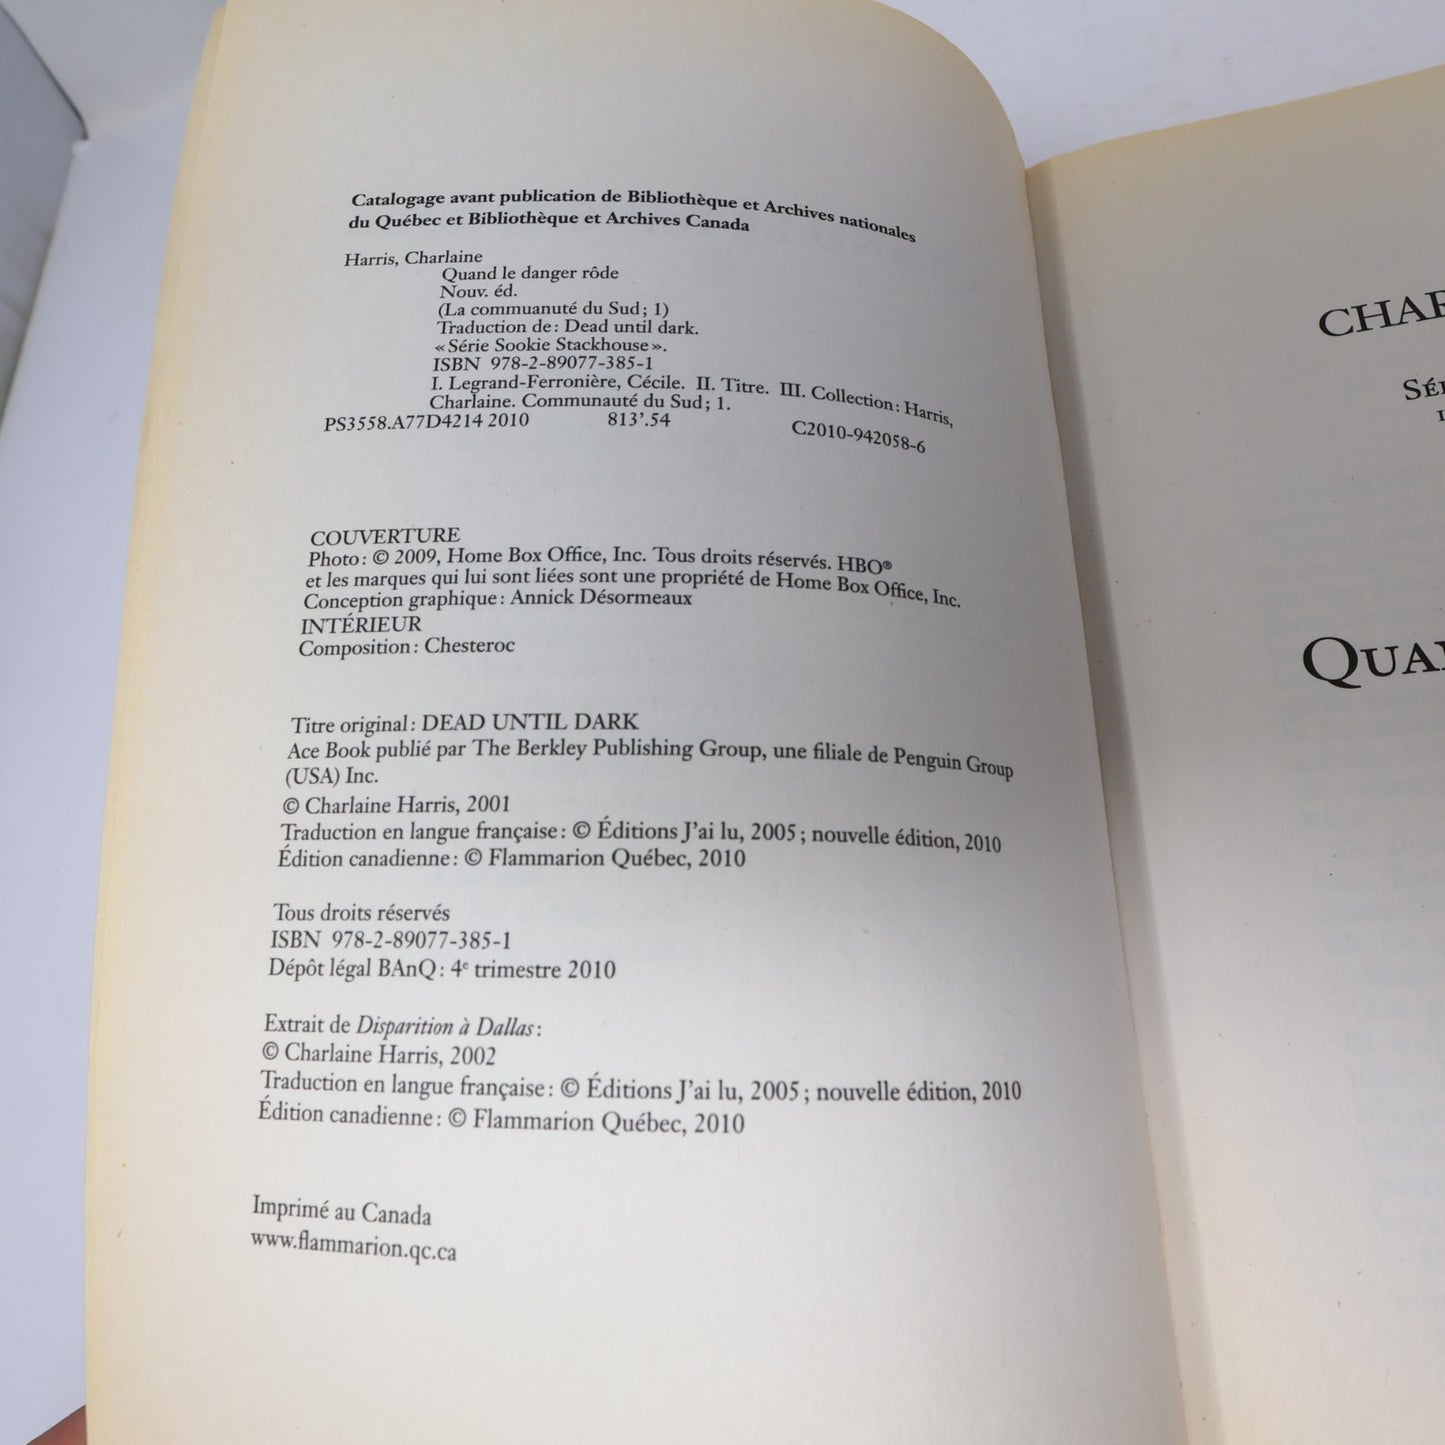 Catalogage avant publication de Bibliothèque et Archives nationales
du Québec et Bibliothèque et Archives Canada
Harris, Charlaine
Quand le danger rôde
Nouv. éd.
(La commuanuté du Sud ; 1)
Traduction de : Dead until dark.
« Série Sookie Stackhouse ».
ISBN 978-2-89077-385-1
I. Legrand-Ferronière, Cécile. II. Titre. III. Collection : Harris,
Charlaine. Communauté du Sud ; 1.
PS3558.A77D4214 2010 813'.54 C2010-942058-6
COUVERTURE
Photo : © 2009, Home Box Office, Inc. Tous droits réservés. HBO®
et les marques qui lui sont liées sont une propriété de Home Box Office, Inc.
Conception graphique : Annick Désormeaux
INTÉRIEUR
Composition : Chesteroc
Titre original : DEAD UNTIL DARK
Ace Book publié par The Berkley Publishing Group, une filiale de Penguin Group
(USA) Inc.
© Charlaine Harris, 2001
Traduction en langue française : © Éditions J'ai lu, 2005 ; nouvelle édition, 2010
Édition canadienne : © Flammarion Québec, 2010
Tous droits réservés
ISBN 978-2-89077-385-1
Dépôt légal BAnQ : 4e trimestre 2010
Extrait de Disparition à Dallas :
© Charlaine Harris, 2002
Traduction en langue française : © Éditions J'ai lu, 2005 ; nouvelle édition, 2010
Édition canadienne : © Flammarion Québec, 2010
Imprimé au Canada
www.flammarion.qc.ca
CHAR
SÉ
QUA